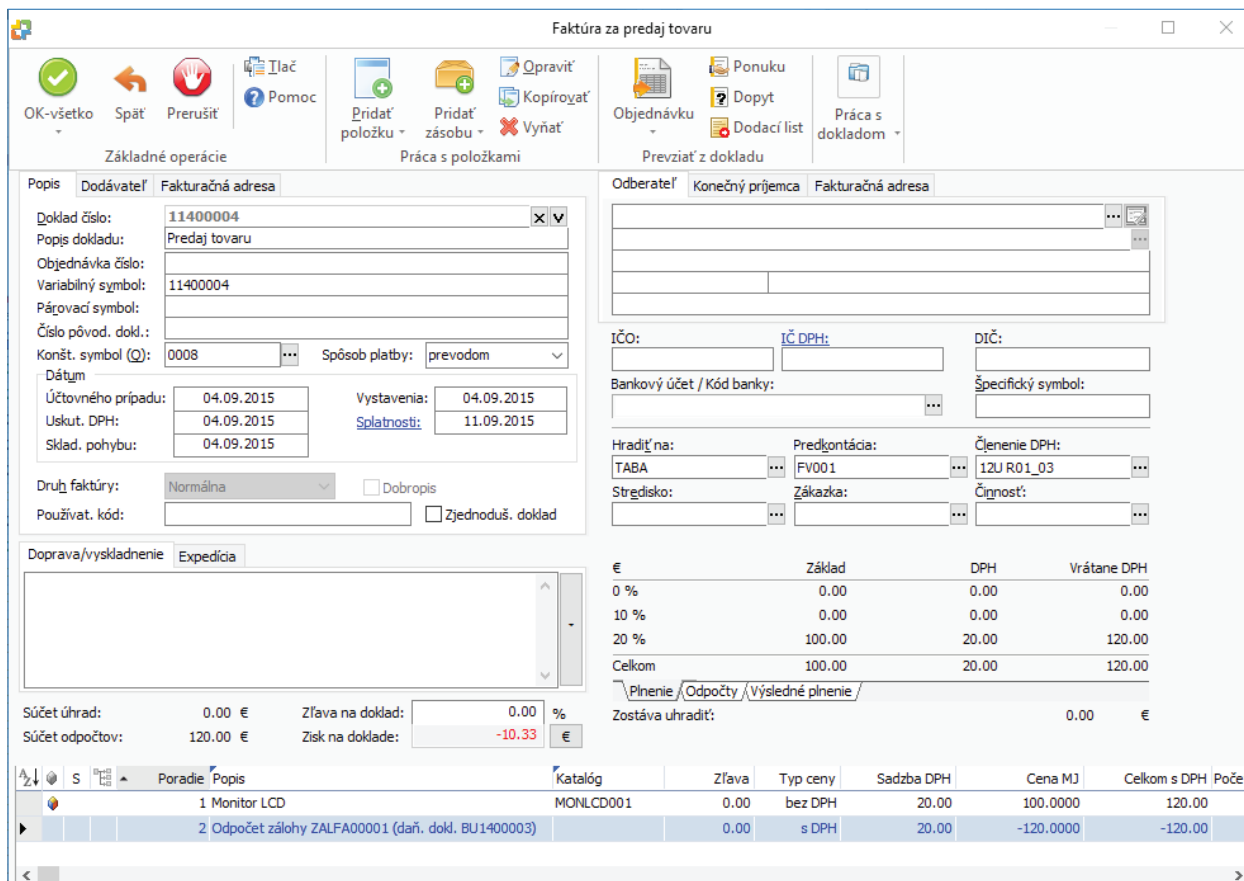 Faktúra za predaj tovaru
OK-všetko
Späť
Prerušiť
Tlač
Pomoc
Základné operácie
Pridať položku
Pridať zásobu
Opraviť
Kopírovať
Vyňať
Práca s položkami
Objednávku
Ponuku
Dopyt
Dodací list
Prevziať z dokladu
Práca s dokladom
Popis Dodávateľ Fakturačná adresa
Doklad číslo: 11400004
Popis dokladu: Predaj tovaru
Objednávka číslo:
Variabilný symbol: 11400004
Párovací symbol:
Číslo pôvod. dokl.:
Konšt. symbol (Q): 0008 Spôsob platby: prevodom
Dátum
Účtovného prípadu: 04.09.2015 Vystavenia: 04.09.2015
Uskut. DPH: 04.09.2015 Splatnosti: 11.09.2015
Sklad. pohybu: 04.09.2015
Druh faktúry: Normálna Dobropis
Používat. kód: Zjednoduš. doklad
Doprava/vyskladnenie Expedícia
Súčet úhrad: 0.00 € Zľava na doklad: 0.00 %
Súčet odpočtov: 120.00 € Zisk na doklade: -10.33 €
Odberateľ Konečný príjemca Fakturačná adresa
IČO: IČ DPH: DIČ:
Bankový účet / Kód banky: Špecifický symbol:
Hradiť na: Predkontácia: Členenie DPH:
TABA FV001 12U R01_03
Stredisko: Zákazka: Činnosť:
€ Základ DPH Vrátane DPH
0 % 0.00 0.00 0.00
10 % 0.00 0.00 0.00
20 % 100.00 20.00 120.00
Celkom 100.00 20.00 120.00
Plnenie Odpočty Výsledné plnenie
Zostáva uhradiť: 0.00 €
S Poradie Popis Katalóg Zľava Typ ceny Sadzba DPH Cena MJ Celkom s DPH Poče
1 Monitor LCD MONLCD001 0.00 bez DPH 20.00 100.0000 120.00
2 Odpočet zálohy ZALFA00001 (daň. dokl. BU1400003) 0.00 s DPH 20.00 -120.0000 -120.00